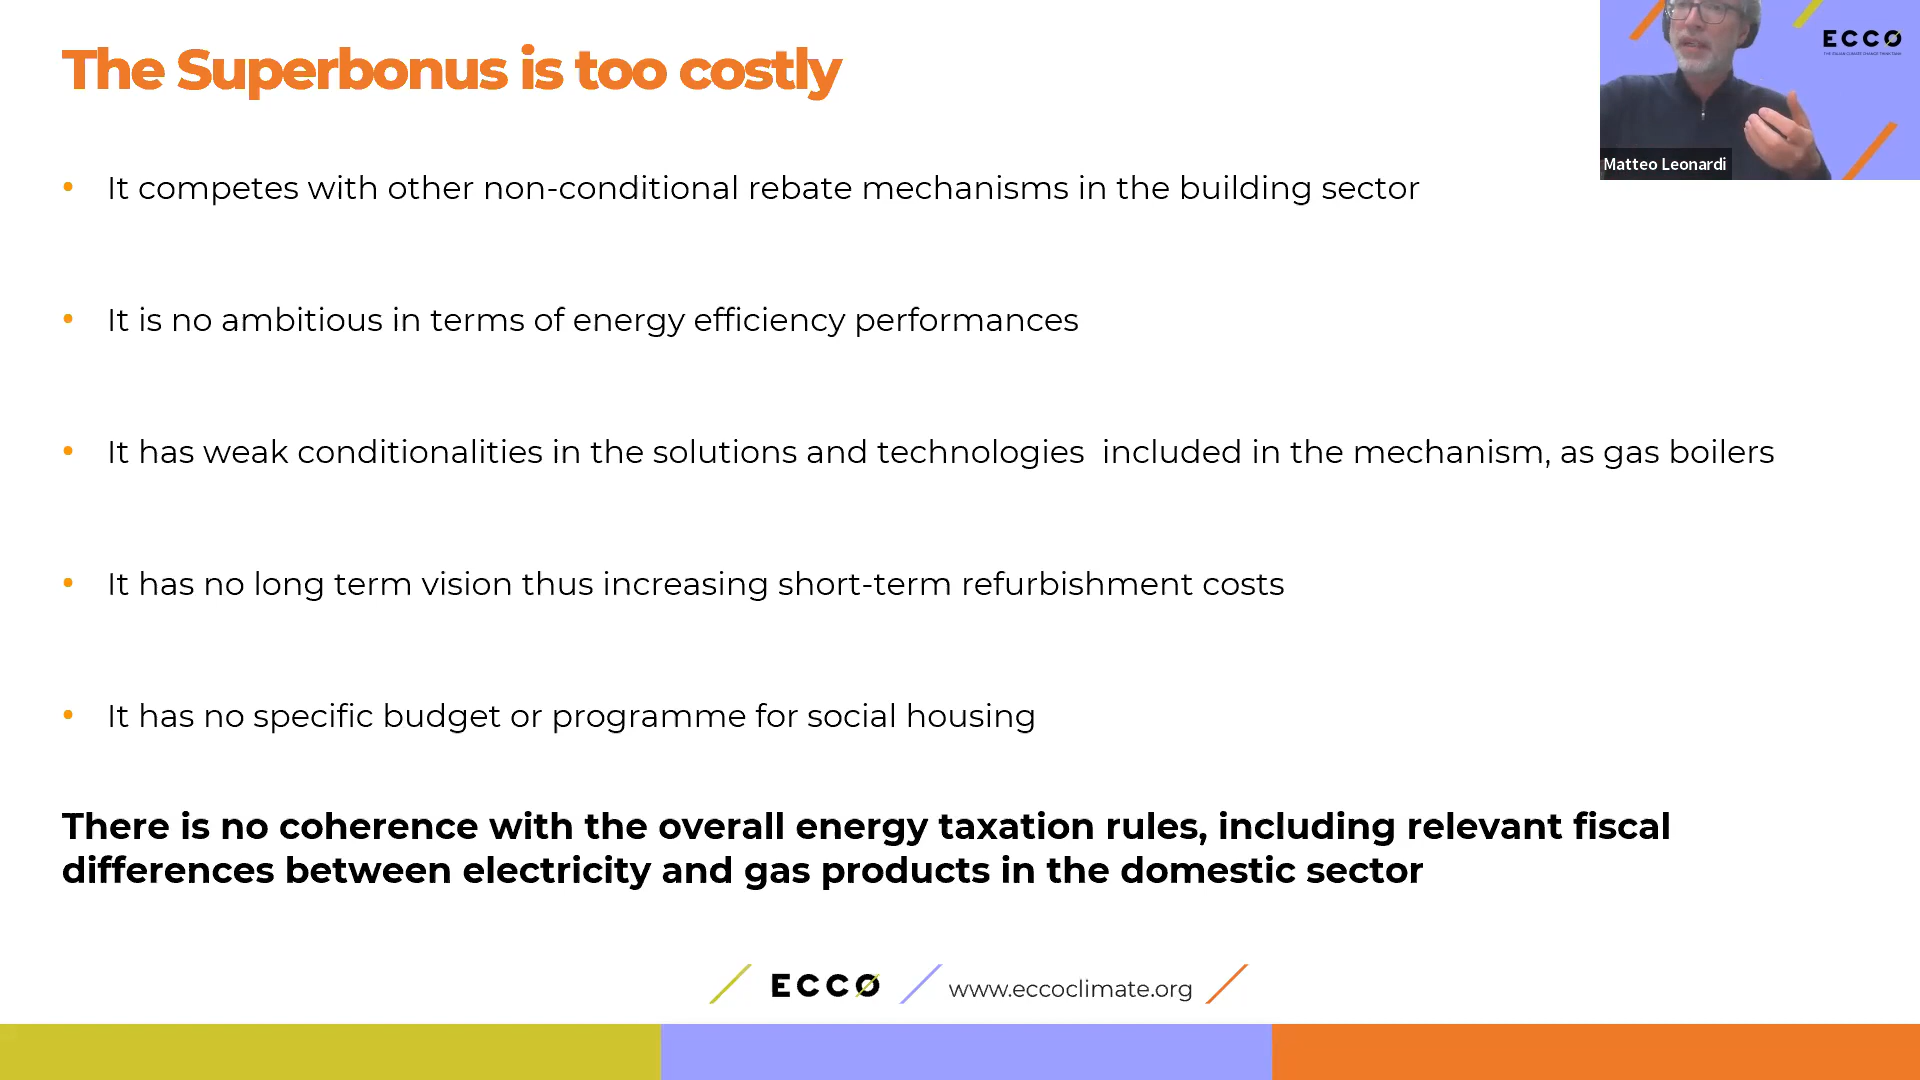 The Superbonus is too costly
ECCO
Matteo Leonardi
• It competes with other non-conditional rebate mechanisms in the building sector
• It is no ambitious in terms of energy efficiency performances
• It has weak conditionalities in the solutions and technologies  included in the mechanism, as gas boilers
• It has no long term vision thus increasing short-term refurbishment costs
• It has no specific budget or programme for social housing
There is no coherence with the overall energy taxation rules, including relevant fiscal
differences between electricity and gas products in the domestic sector
ECCO
www.eccoclimate.org